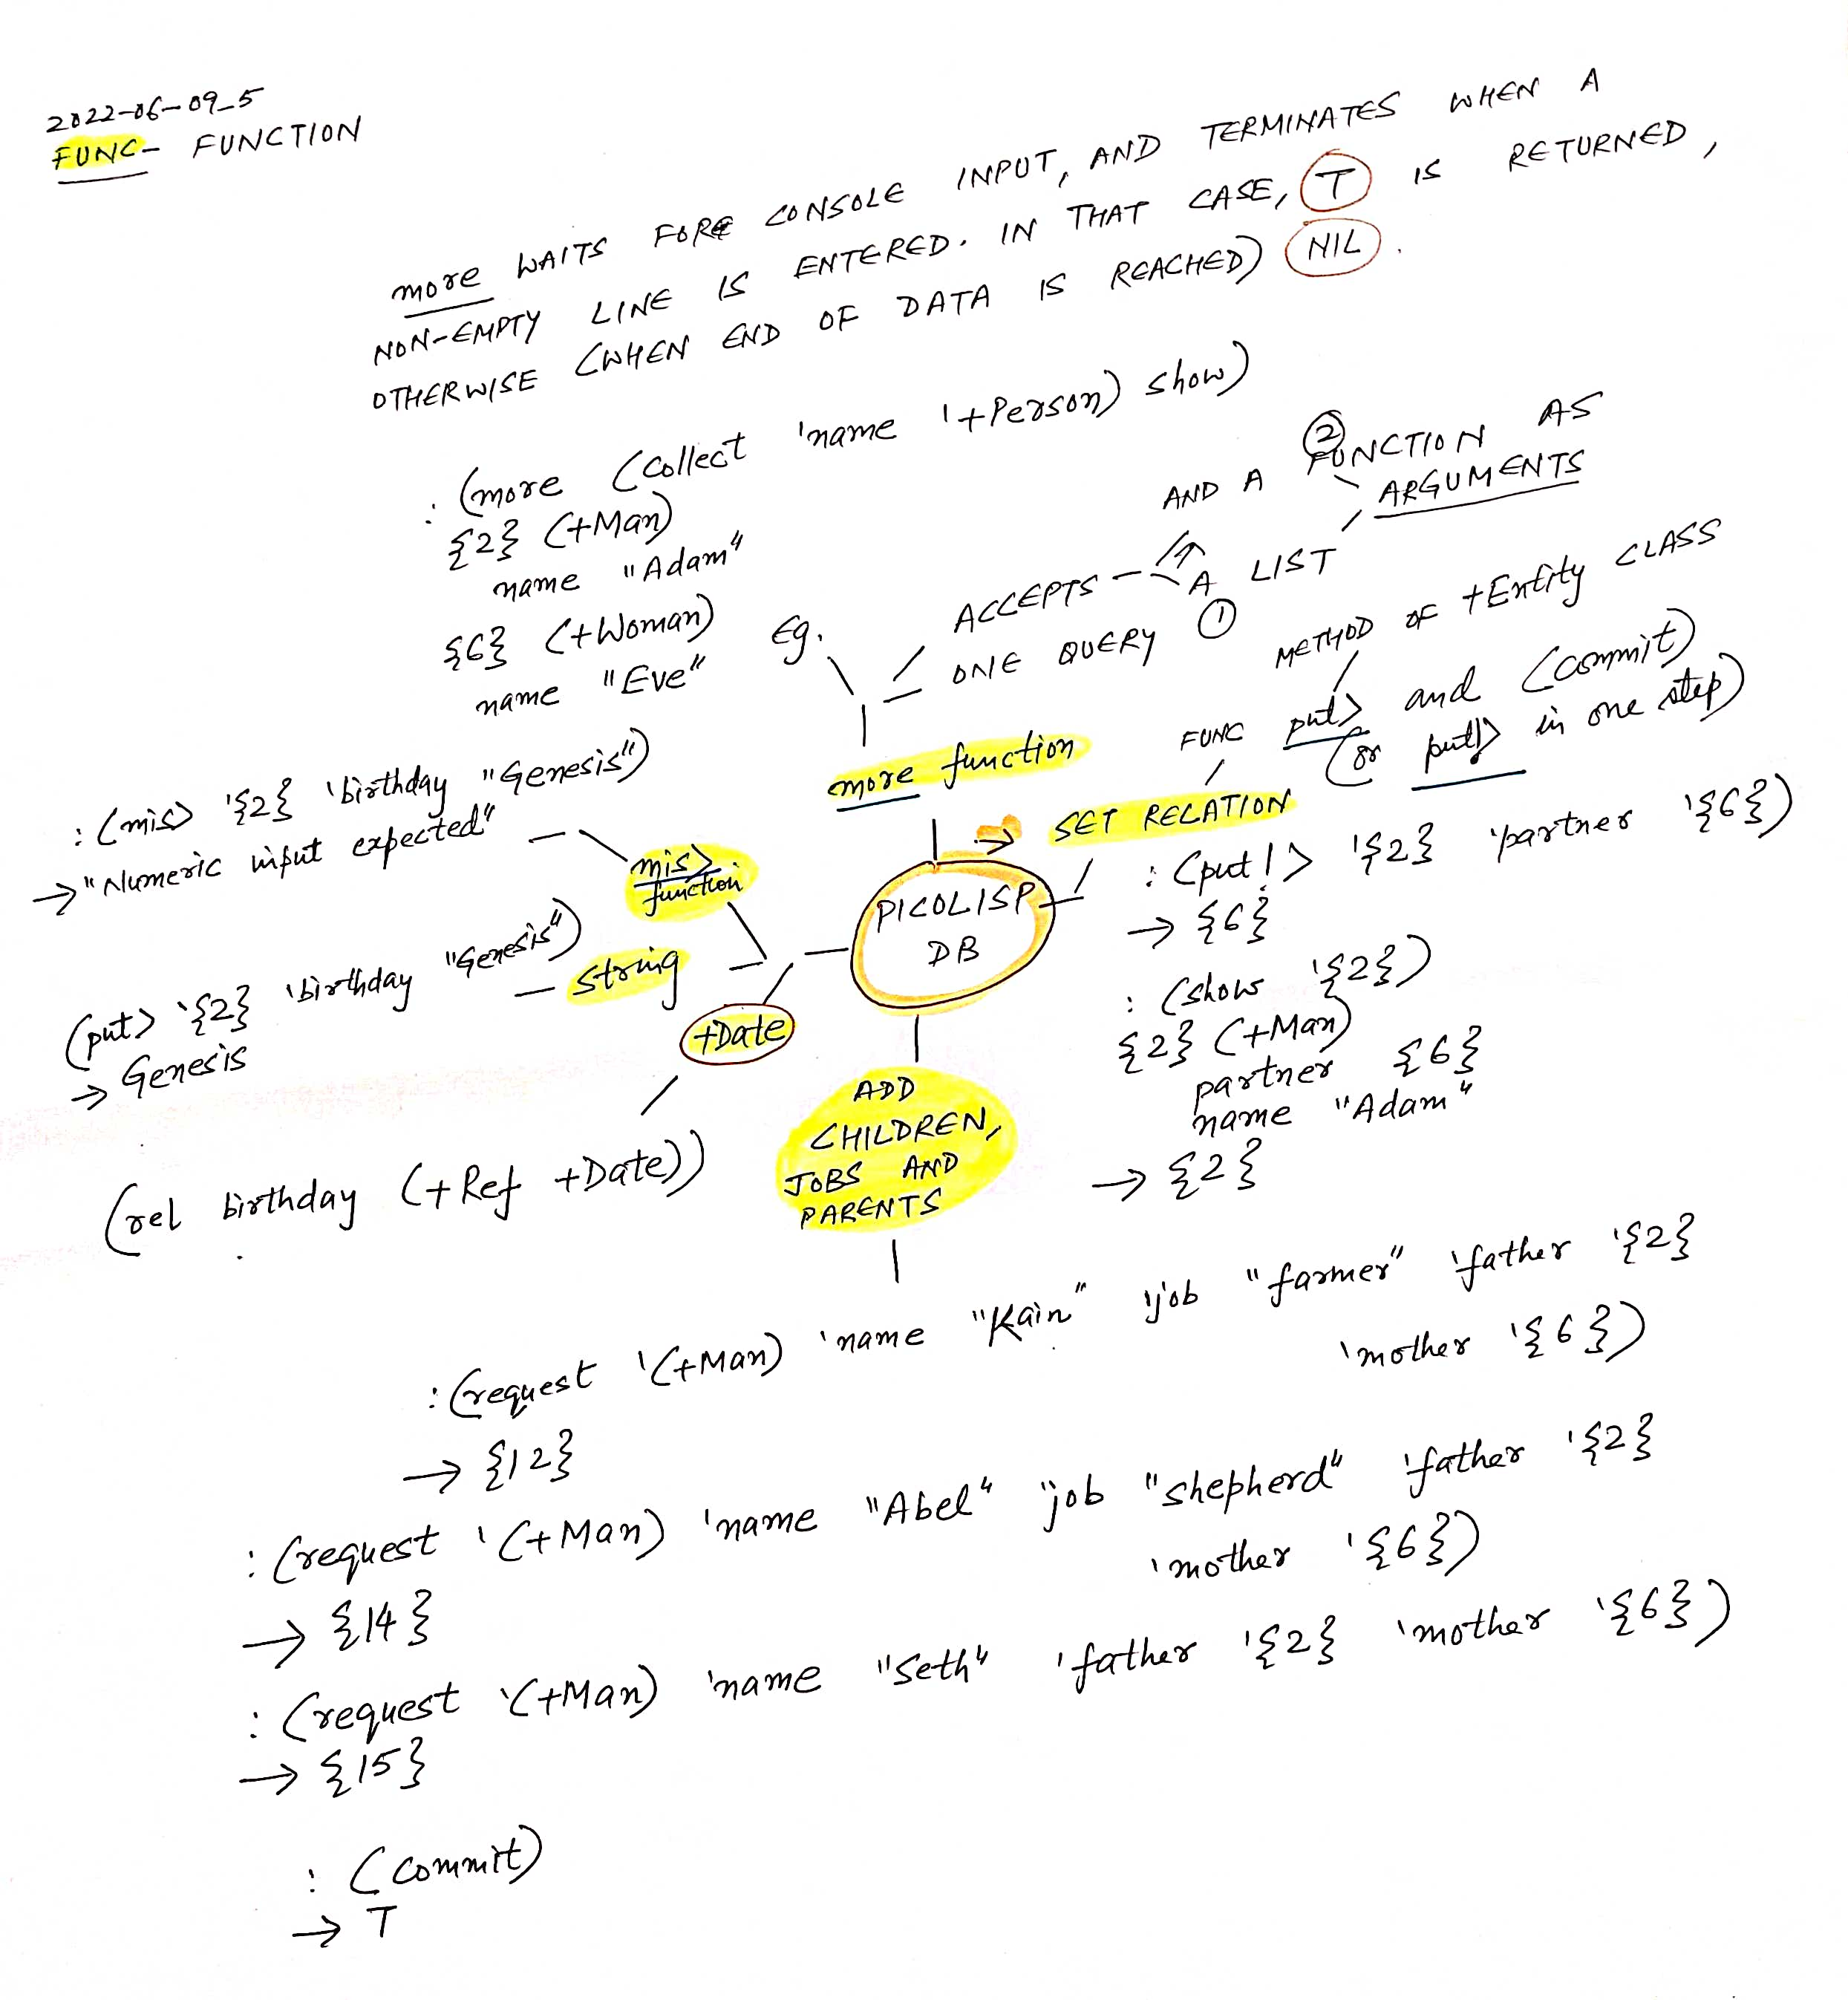 2022-06-09_5
FUNC- FUNCTION
more WAITS FORE CONSOLE INPUT, AND TERMINATES WHEN A
NON-EMPTY LINE IS ENTERED. IN THAT CASE, T IS RETURNED,
OTHERWISE (WHEN END OF DATA IS REACHED) NIL.
: (more (collect 'name '+Person) show)
{2} (+Man)
name "Adam"
{6} (+Woman)
name "Eve"
Eg.
ACCEPTS
AND A ② FUNCTION AS
A LIST ARGUMENTS
ONE QUERY ①
more function
METHOD OF +Entity CLASS
FUNC put> and (commit)
(or put!> in one step)
SET RELATION
: (put!> '{2} 'partner '{6})
→ {6}
: (show '{2})
{2} (+Man)
partner {6}
name "Adam"
→ {2}
PICOLISP
DB
: (mis> '{2} 'birthday "Genesis")
→ "Numeric input expected"
mis>
function
(put> '{2} 'birthday "Genesis")
→ Genesis
string
+Date
(rel birthday (+Ref +Date))
ADD
CHILDREN,
JOBS AND
PARENTS
: (request '(+Man) 'name "Kain" 'job "farmer" 'father '{2}
'mother '{6})
→ {12}
: (request '(+Man) 'name "Abel" 'job "shepherd" 'father '{2}
'mother '{6})
→ {14}
: (request '(+Man) 'name "Seth" 'father '{2} 'mother '{6})
→ {15}
: (commit)
→ T